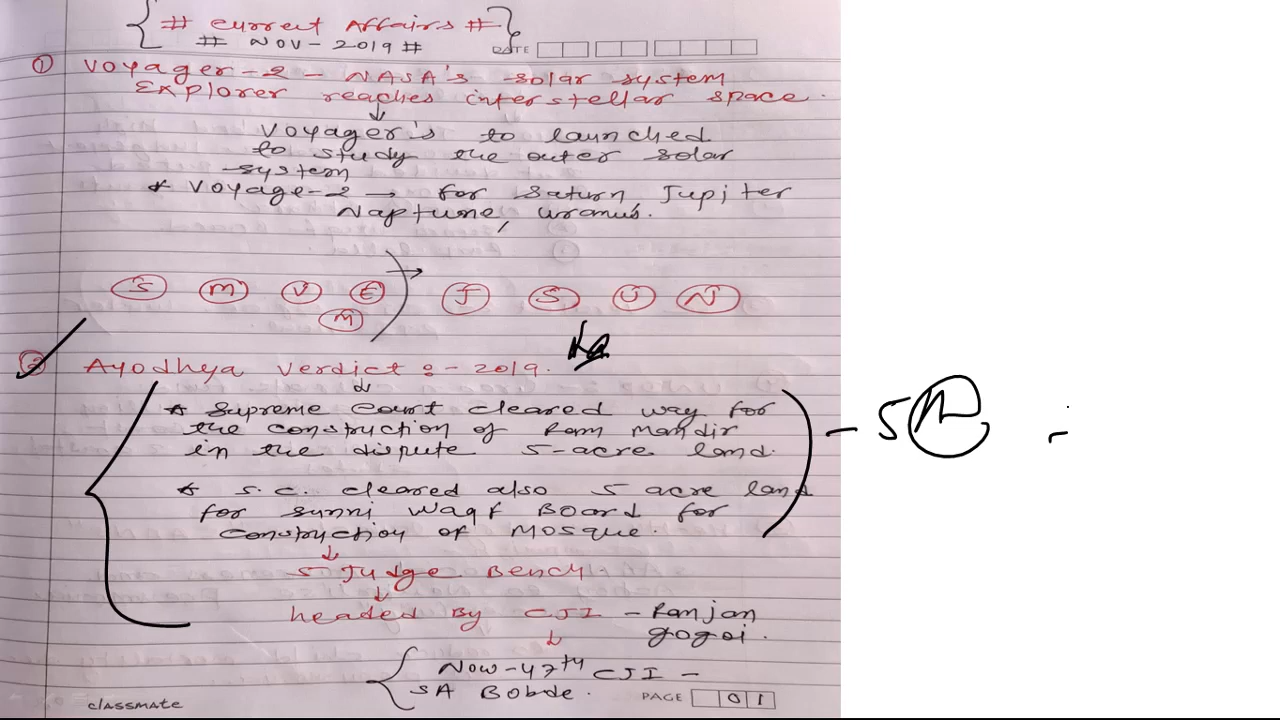 # Current Affairs #
# NOV - 2019 #
DATE
① Voyager-2 - NASA's solar system
Explorer reaches interstellar space.
Voyager's to launched
to study the outer solar
system
* Voyage-2 → for Saturn, Jupiter
Naptune, Uranus.
S M V E J S U N
M
② Ayodhya Verdict :- 2019.
* Supreme Court cleared way for
the construction of Ram Mandir
in the dispute 5-acre land.
* S.C. cleared also 5 acre land
for Sunni Waqf Board for
construction of Mosque.
5 Judge Bench
headed By CJI - Ranjan
gogoi.
Now - 47th CJI -
SA Bobde.
classmate
PAGE 01